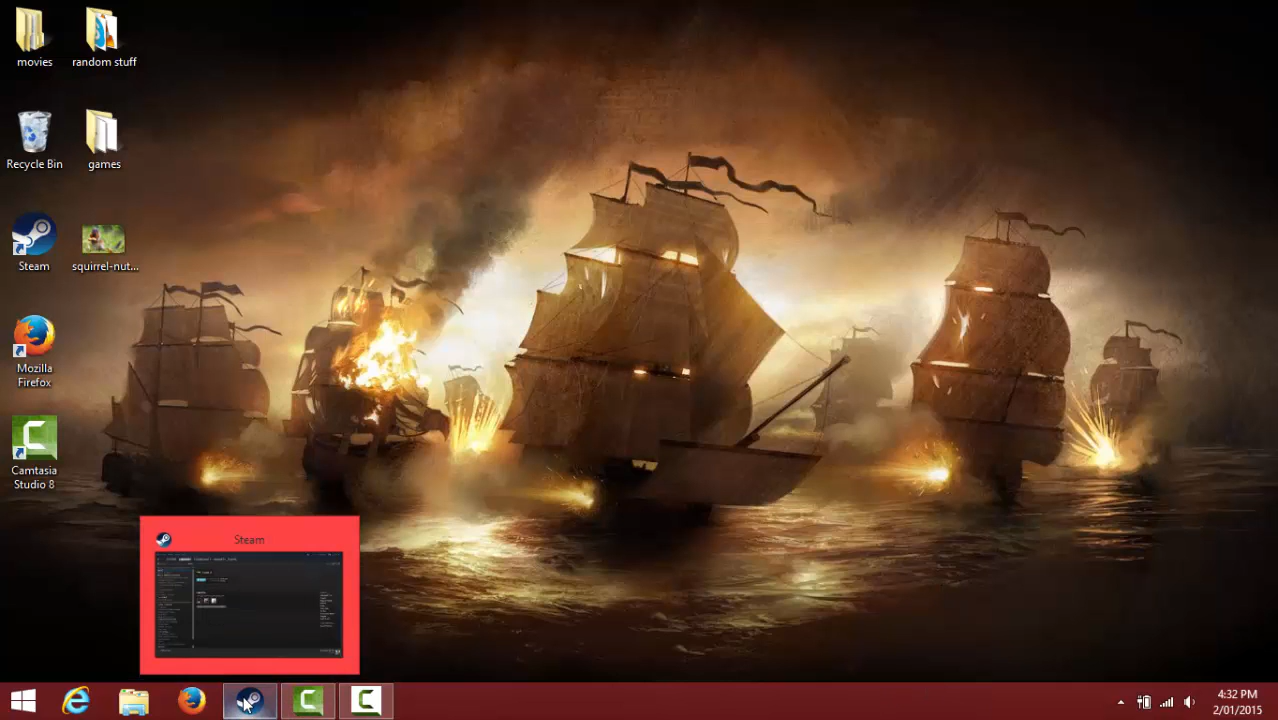 movies
random stuff
Recycle Bin
games
Steam
squirrel-nut...
Mozilla
Firefox
Camtasia
Studio 8
Steam
4:32 PM
2/01/2015